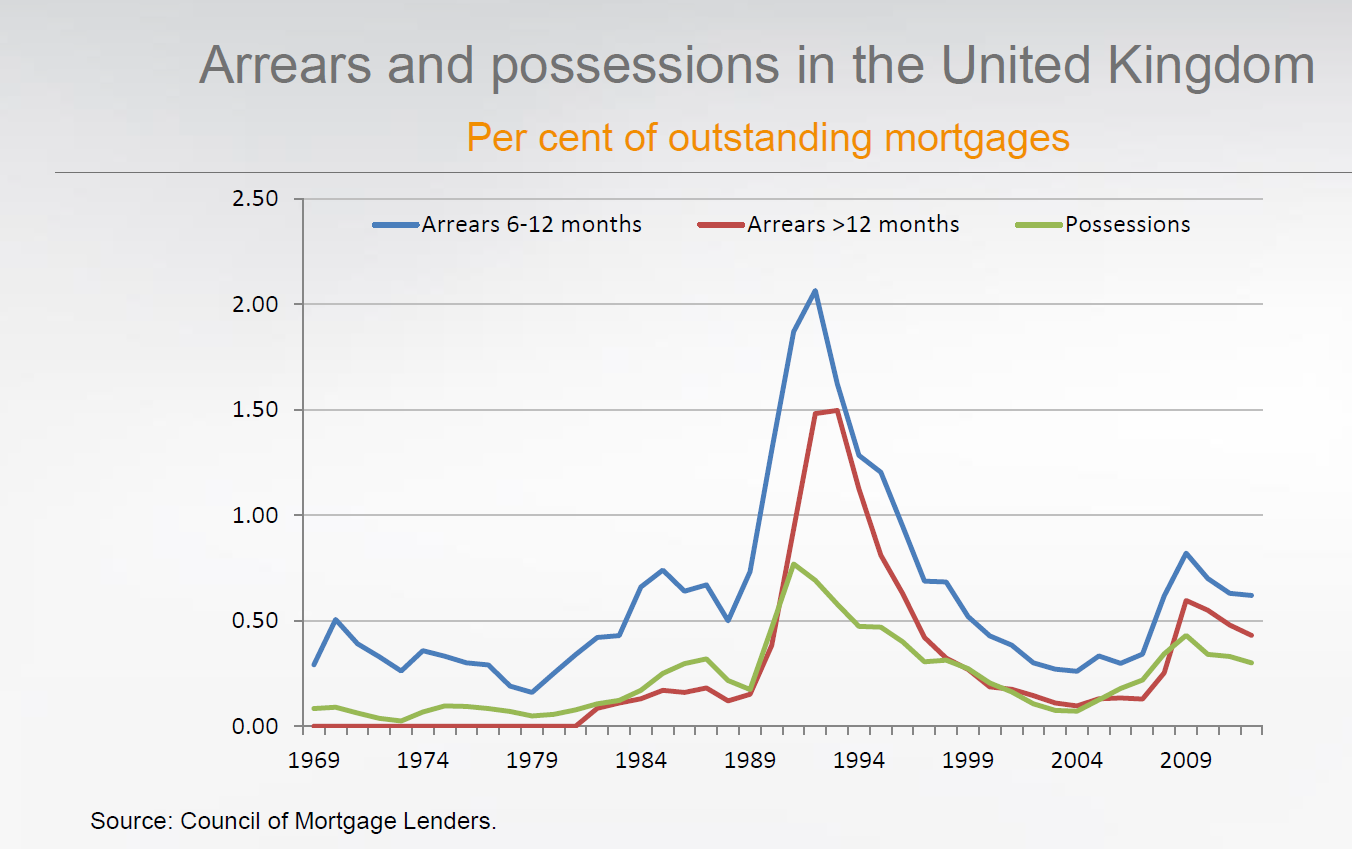 Arrears and possessions in the United Kingdom
Per cent of outstanding mortgages
2.50
Arrears 6-12 months Arrears >12 months Possessions
2.00
1.50
1.00
0.50
0.00
1969 1974 1979 1984 1989 1994 1999 2004 2009
Source: Council of Mortgage Lenders.